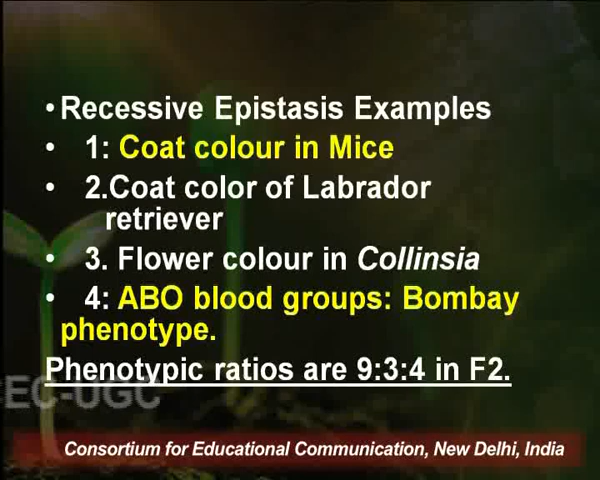 • Recessive Epistasis Examples
• 1: Coat colour in Mice
• 2.Coat color of Labrador
retriever
• 3. Flower colour in Collinsia
• 4: ABO blood groups: Bombay
phenotype.
Phenotypic ratios are 9:3:4 in F2.
EC-UGC
Consortium for Educational Communication, New Delhi, India